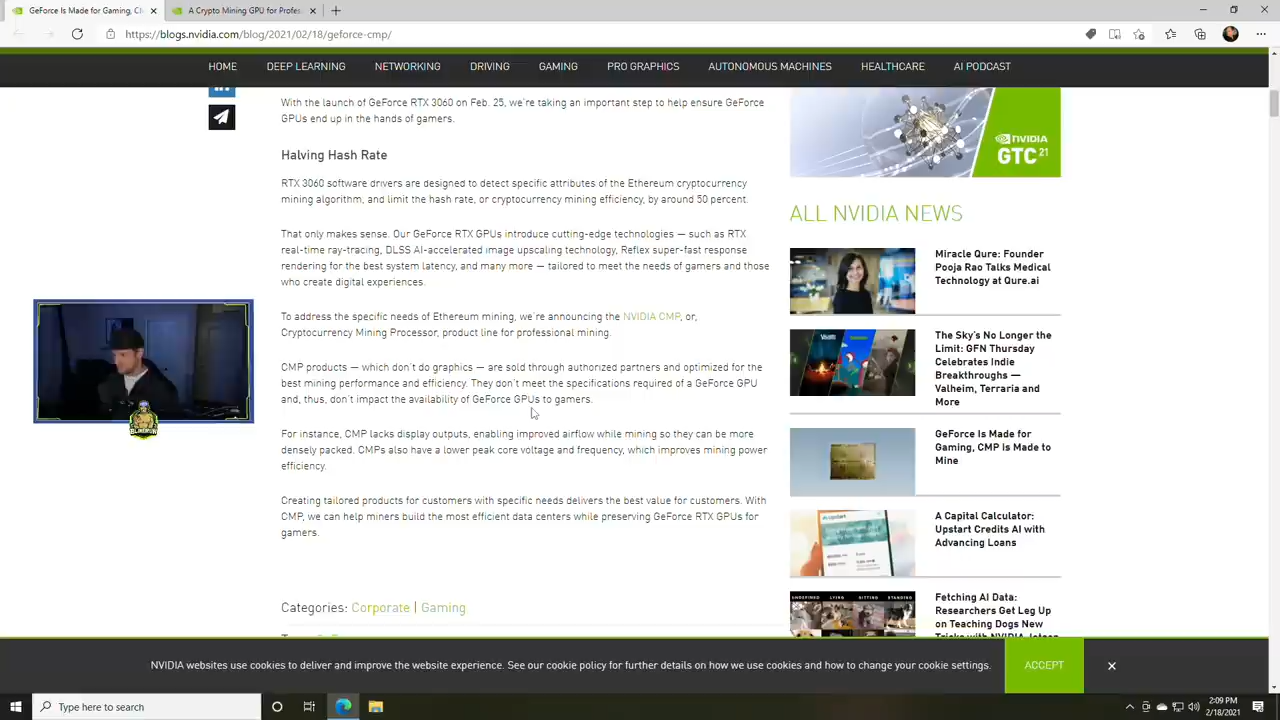 GeForce Is Made for Gaming, C
A Crypto Mining GPU for Profes
https://blogs.nvidia.com/blog/2021/02/18/geforce-cmp/
HOME DEEP LEARNING NETWORKING DRIVING GAMING PRO GRAPHICS AUTONOMOUS MACHINES HEALTHCARE AI PODCAST
With the launch of GeForce RTX 3060 on Feb. 25, we're taking an important step to help ensure GeForce
GPUs end up in the hands of gamers.
Halving Hash Rate
RTX 3060 software drivers are designed to detect specific attributes of the Ethereum cryptocurrency
mining algorithm, and limit the hash rate, or cryptocurrency mining efficiency, by around 50 percent.
That only makes sense. Our GeForce RTX GPUs introduce cutting-edge technologies — such as RTX
real-time ray-tracing, DLSS AI-accelerated image upscaling technology, Reflex super-fast response
rendering for the best system latency, and many more — tailored to meet the needs of gamers and those
who create digital experiences.
To address the specific needs of Ethereum mining, we're announcing the NVIDIA CMP, or,
Cryptocurrency Mining Processor, product line for professional mining.
CMP products — which don't do graphics — are sold through authorized partners and optimized for the
best mining performance and efficiency. They don't meet the specifications required of a GeForce GPU
and, thus, don't impact the availability of GeForce GPUs to gamers.
For instance, CMP lacks display outputs, enabling improved airflow while mining so they can be more
densely packed. CMPs also have a lower peak core voltage and frequency, which improves mining power
efficiency.
Creating tailored products for customers with specific needs delivers the best value for customers. With
CMP, we can help miners build the most efficient data centers while preserving GeForce RTX GPUs for
gamers.
Categories: Corporate | Gaming
NVIDIA
GTC 21
ALL NVIDIA NEWS
Miracle Qure: Founder
Pooja Rao Talks Medical
Technology at Qure.ai
The Sky's No Longer the
Limit: GFN Thursday
Celebrates Indie
Breakthroughs —
Valheim, Terraria and
More
GeForce Is Made for
Gaming, CMP Is Made to
Mine
A Capital Calculator:
Upstart Credits AI with
Advancing Loans
Fetching AI Data:
Researchers Get Leg Up
on Teaching Dogs New
NVIDIA websites use cookies to deliver and improve the website experience. See our cookie policy for further details on how we use cookies and how to change your cookie settings.
ACCEPT
Type here to search
2:09 PM
2/18/2021